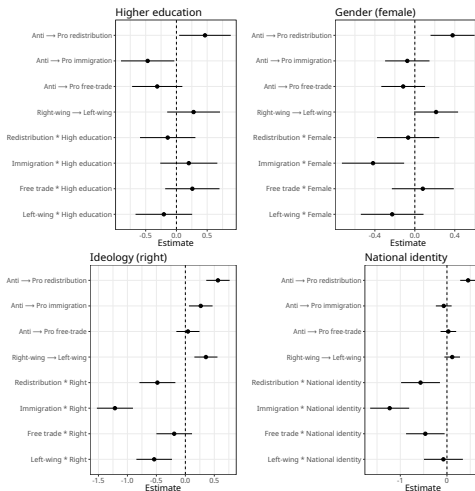 Higher education
Anti ⟶ Pro redistribution
Anti ⟶ Pro immigration
Anti ⟶ Pro free-trade
Right-wing ⟶ Left-wing
Redistribution * High education
Immigration * High education
Free trade * High education
Left-wing * High education
-0.5 0.0 0.5
Estimate
Gender (female)
Anti ⟶ Pro redistribution
Anti ⟶ Pro immigration
Anti ⟶ Pro free-trade
Right-wing ⟶ Left-wing
Redistribution * Female
Immigration * Female
Free trade * Female
Left-wing * Female
-0.4 0.0 0.4
Estimate
Ideology (right)
Anti ⟶ Pro redistribution
Anti ⟶ Pro immigration
Anti ⟶ Pro free-trade
Right-wing ⟶ Left-wing
Redistribution * Right
Immigration * Right
Free trade * Right
Left-wing * Right
-1.5 -1.0 -0.5 0.0 0.5
Estimate
National identity
Anti ⟶ Pro redistribution
Anti ⟶ Pro immigration
Anti ⟶ Pro free-trade
Right-wing ⟶ Left-wing
Redistribution * National identity
Immigration * National identity
Free trade * National identity
Left-wing * National identity
-1 0
Estimate